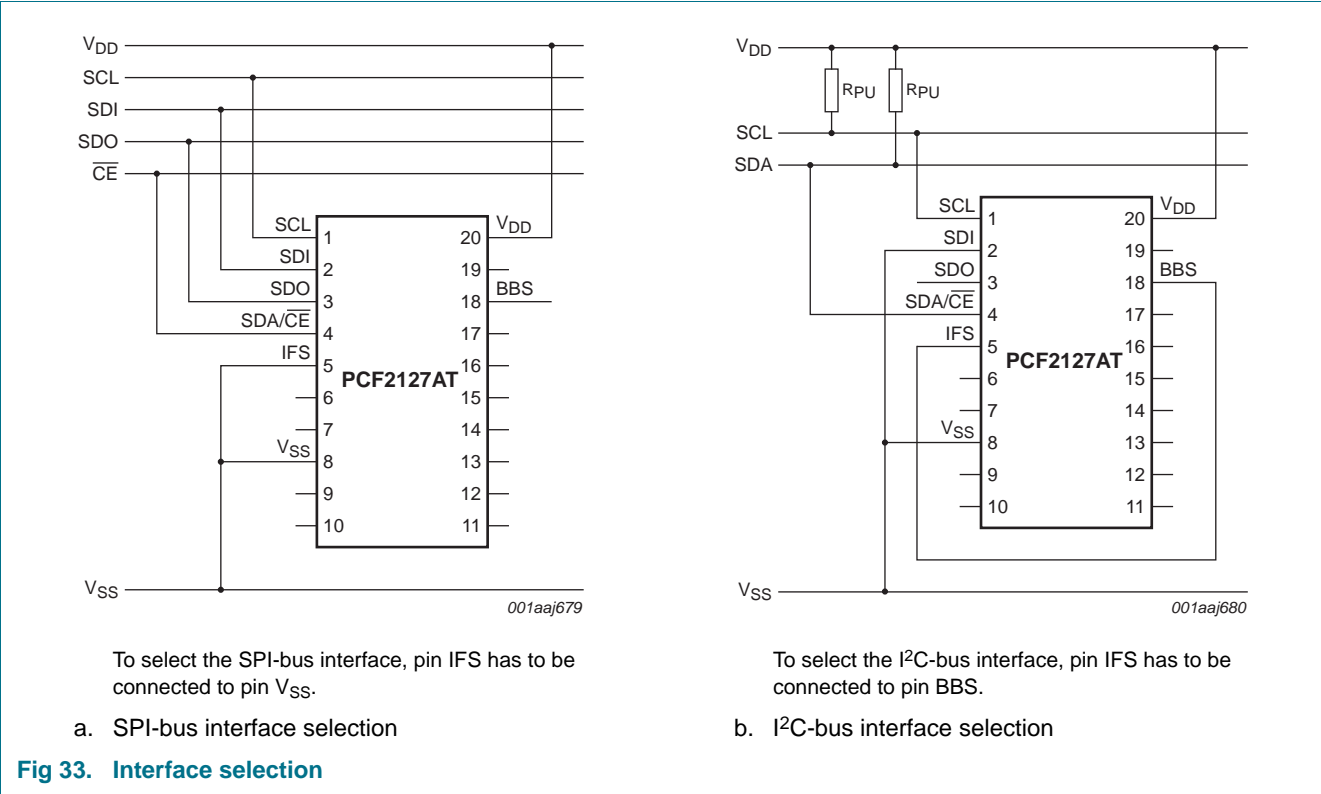 VDD
SCL
SDI
SDO
CE
SCL
1
SDI
2
SDO
3
SDA/CE
4
IFS
5
6
7
VSS
8
9
10
PCF2127AT
20
VDD
19
18
BBS
17
16
15
14
13
12
11
VSS
001aaj679
To select the SPI-bus interface, pin IFS has to be
connected to pin VSS.
a. SPI-bus interface selection
VDD
RPU
RPU
SCL
SDA
SCL
1
SDI
2
SDO
3
SDA/CE
4
IFS
5
6
7
VSS
8
9
10
PCF2127AT
20
VDD
19
18
BBS
17
16
15
14
13
12
11
VSS
001aaj680
To select the I2C-bus interface, pin IFS has to be
connected to pin BBS.
b. I2C-bus interface selection
Fig 33. Interface selection